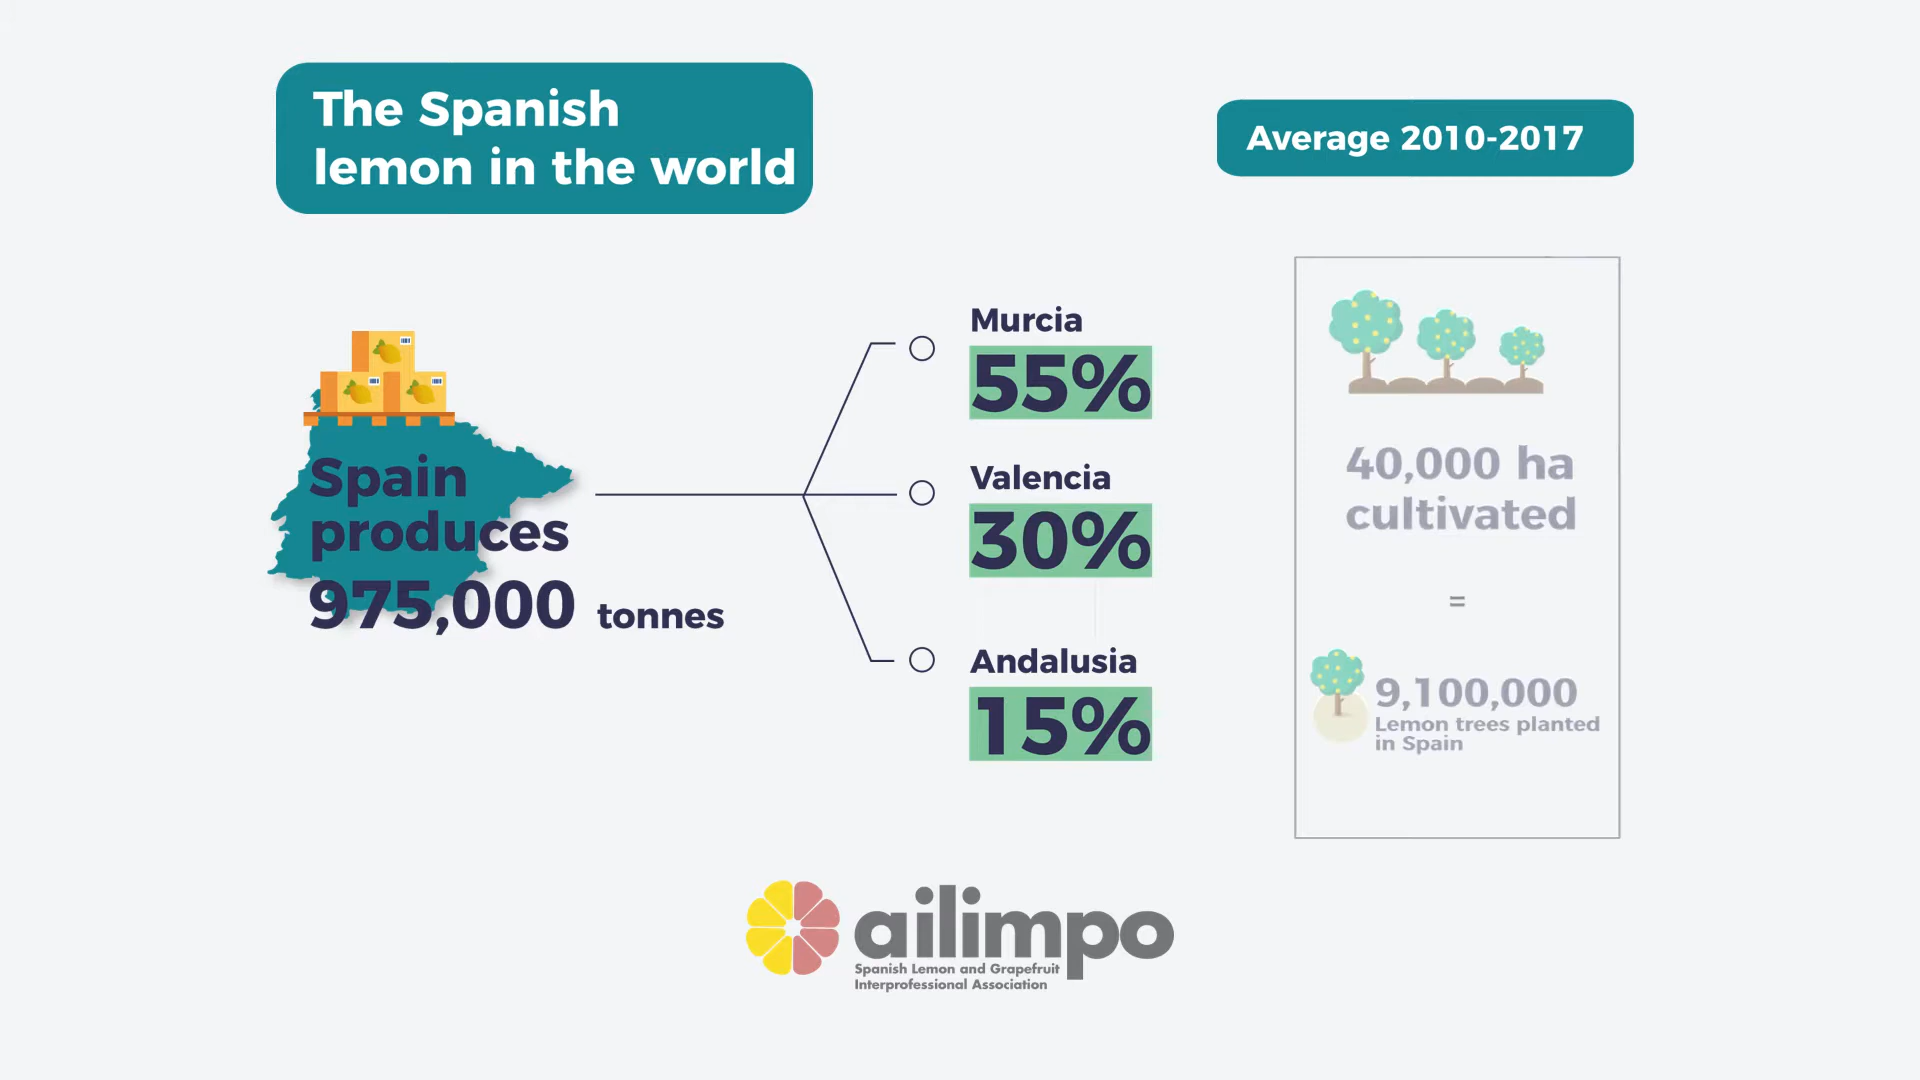 The Spanish
lemon in the world
Average 2010-2017
Spain
produces
975,000 tonnes
Murcia
55%
Valencia
30%
Andalusia
15%
40,000 ha
cultivated
=
9,100,000
Lemon trees planted
in Spain
ailimpo
Spanish Lemon and Grapefruit
Interprofessional Association